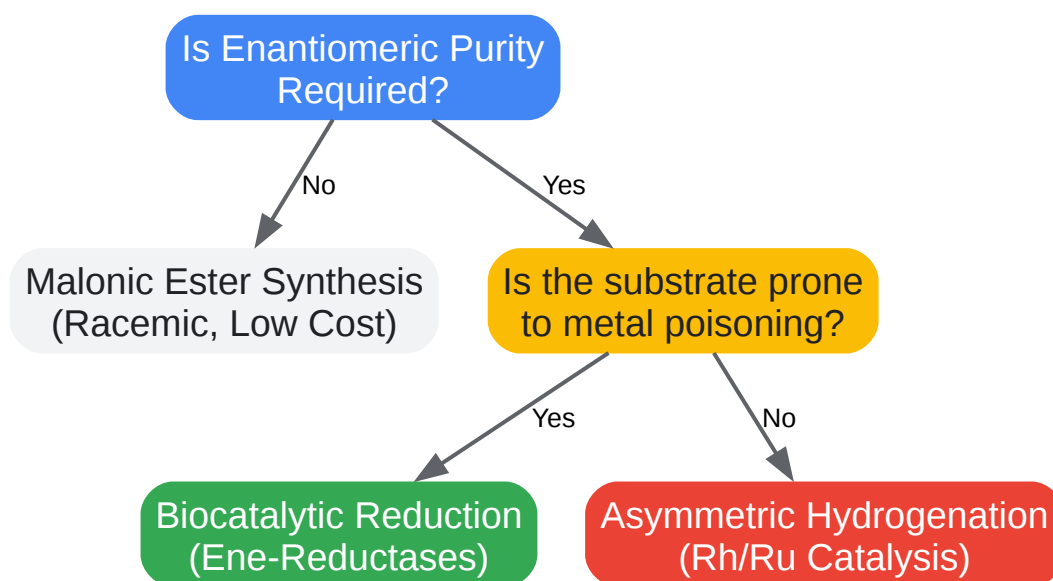 Is Enantiomeric Purity
Required?
No
Yes
Malonic Ester Synthesis
(Racemic, Low Cost)
Is the substrate prone
to metal poisoning?
Yes
No
Biocatalytic Reduction
(Ene-Reductases)
Asymmetric Hydrogenation
(Rh/Ru Catalysis)